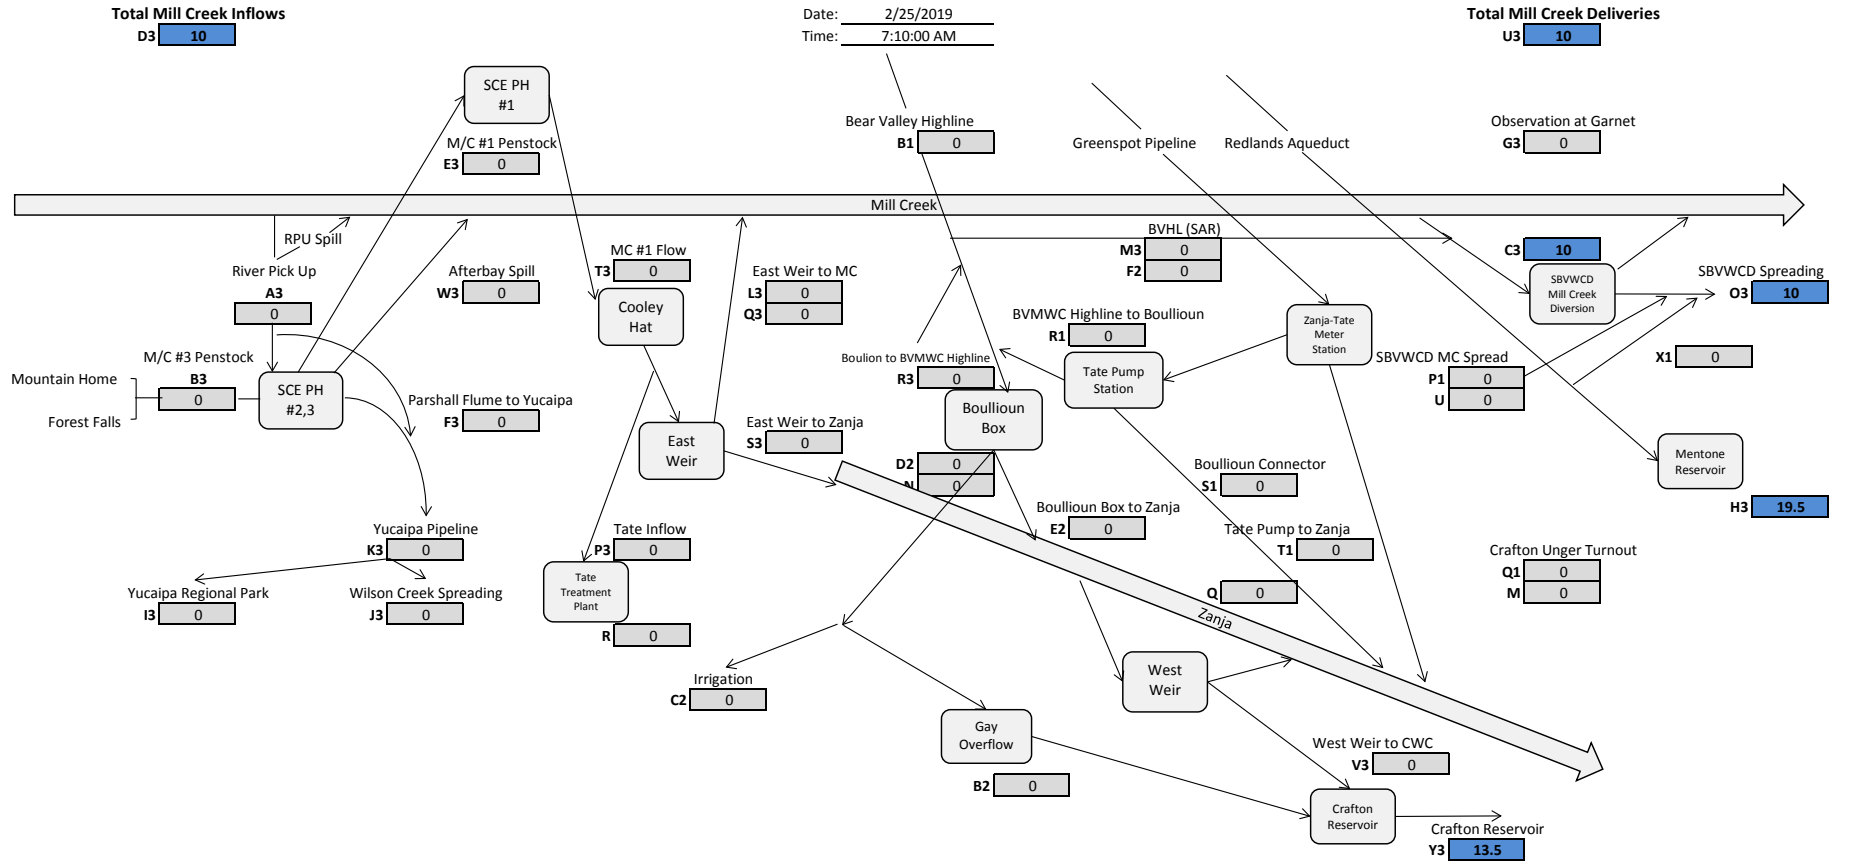 Total Mill Creek Inflows
D3 10
Date: 2/25/2019
Time: 7:10:00 AM
Total Mill Creek Deliveries
U3 10
SCE PH
#1
M/C #1 Penstock
E3 0
Bear Valley Highline
B1 0
Greenspot Pipeline
Redlands Aqueduct
Observation at Garnet
G3 0
Mill Creek
RPU Spill
River Pick Up
A3
0
Afterbay Spill
W3 0
MC #1 Flow
T3 0
Cooley
Hat
East Weir to MC
L3 0
Q3 0
BVHL (SAR)
M3 0
F2 0
C3 10
SBVWCD
Mill Creek
Diversion
SBVWCD Spreading
O3 10
BVMWC Highline to Boullioun
R1 0
Zanja-Tate
Meter
Station
M/C #3 Penstock
B3
0
Mountain Home
Forest Falls
SCE PH
#2,3
Boulion to BVMWC Highline
R3 0
Tate Pump
Station
SBVWCD MC Spread
P1 0
U 0
X1 0
Parshall Flume to Yucaipa
F3 0
East
Weir
East Weir to Zanja
S3 0
Boullioun
Box
D2 0
N 0
Boullioun Connector
S1 0
Mentone
Reservoir
H3 19.5
Yucaipa Pipeline
K3 0
Tate Inflow
P3 0
Boullioun Box to Zanja
E2 0
Tate Pump to Zanja
T1 0
Crafton Unger Turnout
Q1 0
M 0
Yucaipa Regional Park
I3 0
Wilson Creek Spreading
J3 0
Tate
Treatment
Plant
R 0
Q 0
Zanja
Irrigation
C2 0
West
Weir
Gay
Overflow
B2 0
West Weir to CWC
V3 0
Crafton
Reservoir
Crafton Reservoir
Y3 13.5